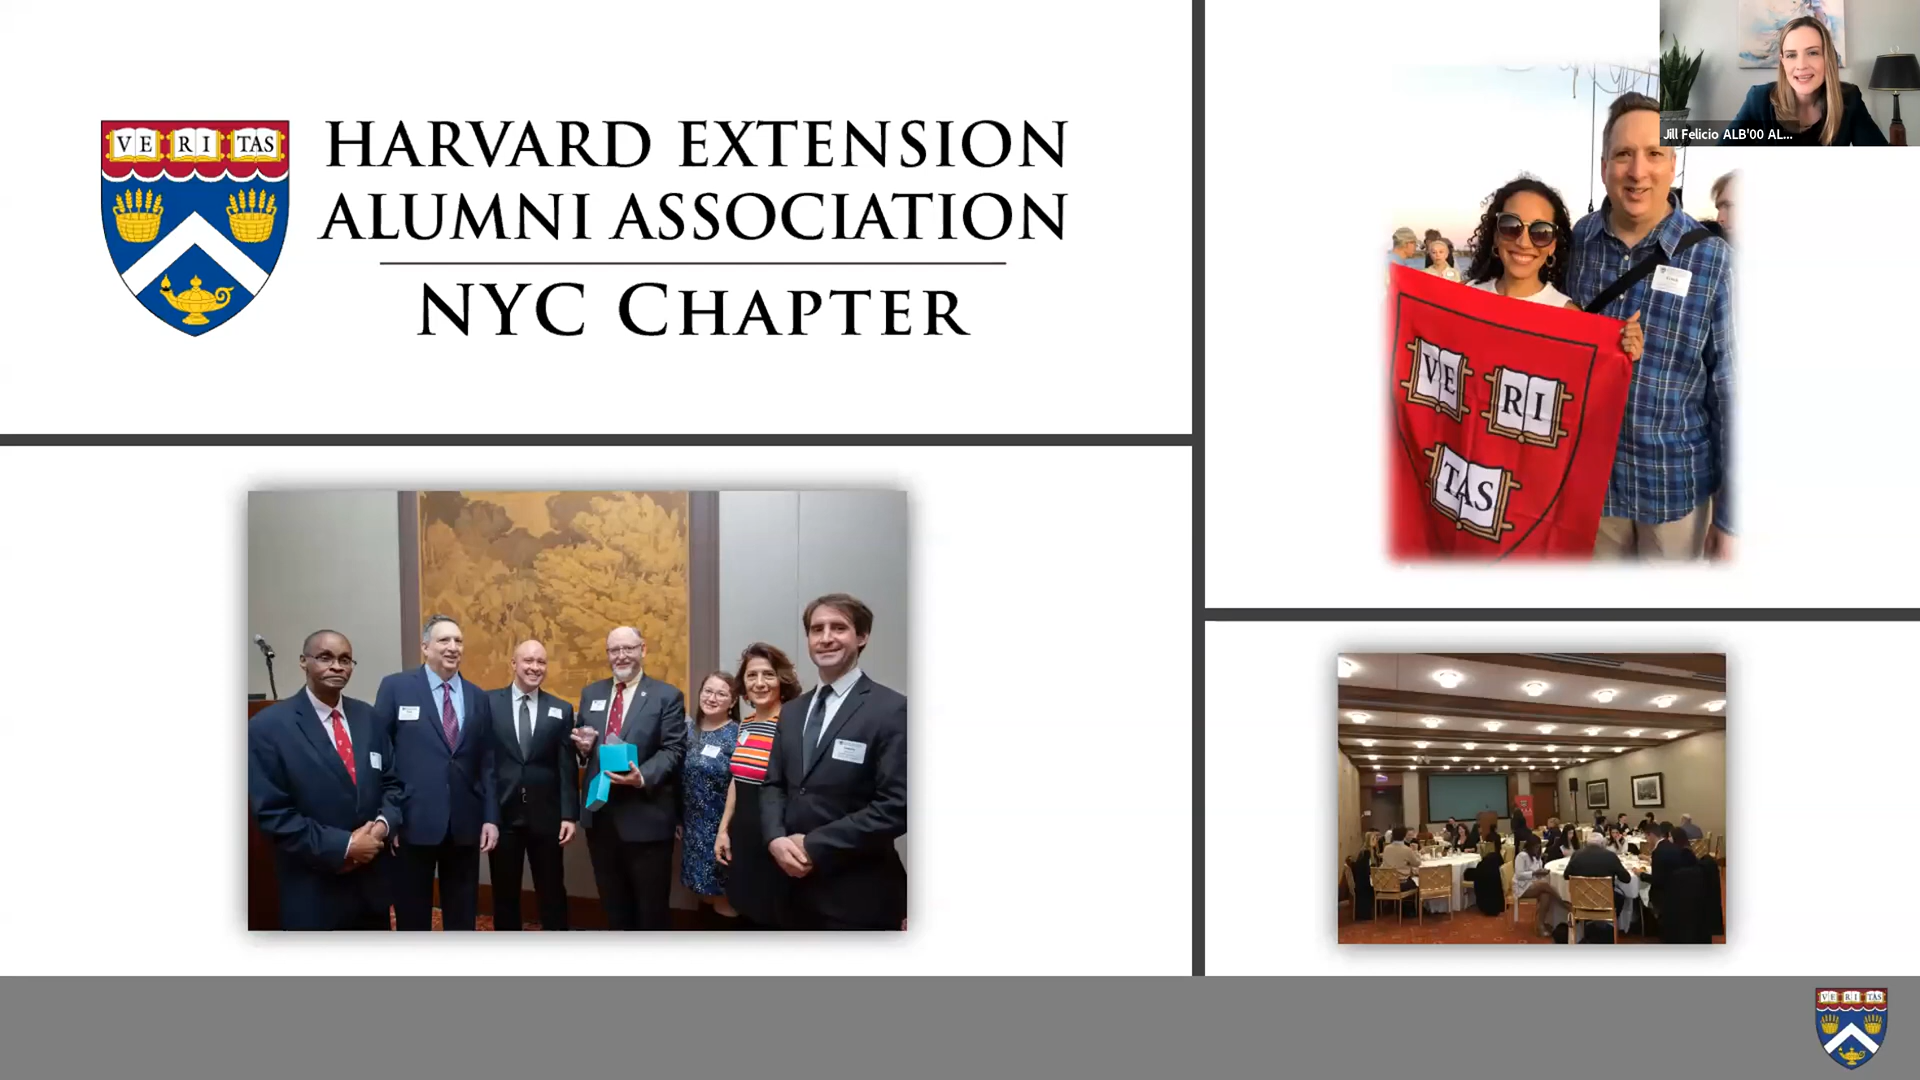 VE RI TAS
HARVARD EXTENSION
ALUMNI ASSOCIATION
NYC CHAPTER
Jill Felicio ALB'00 AL...
VE
RI
TAS
VE RI TAS